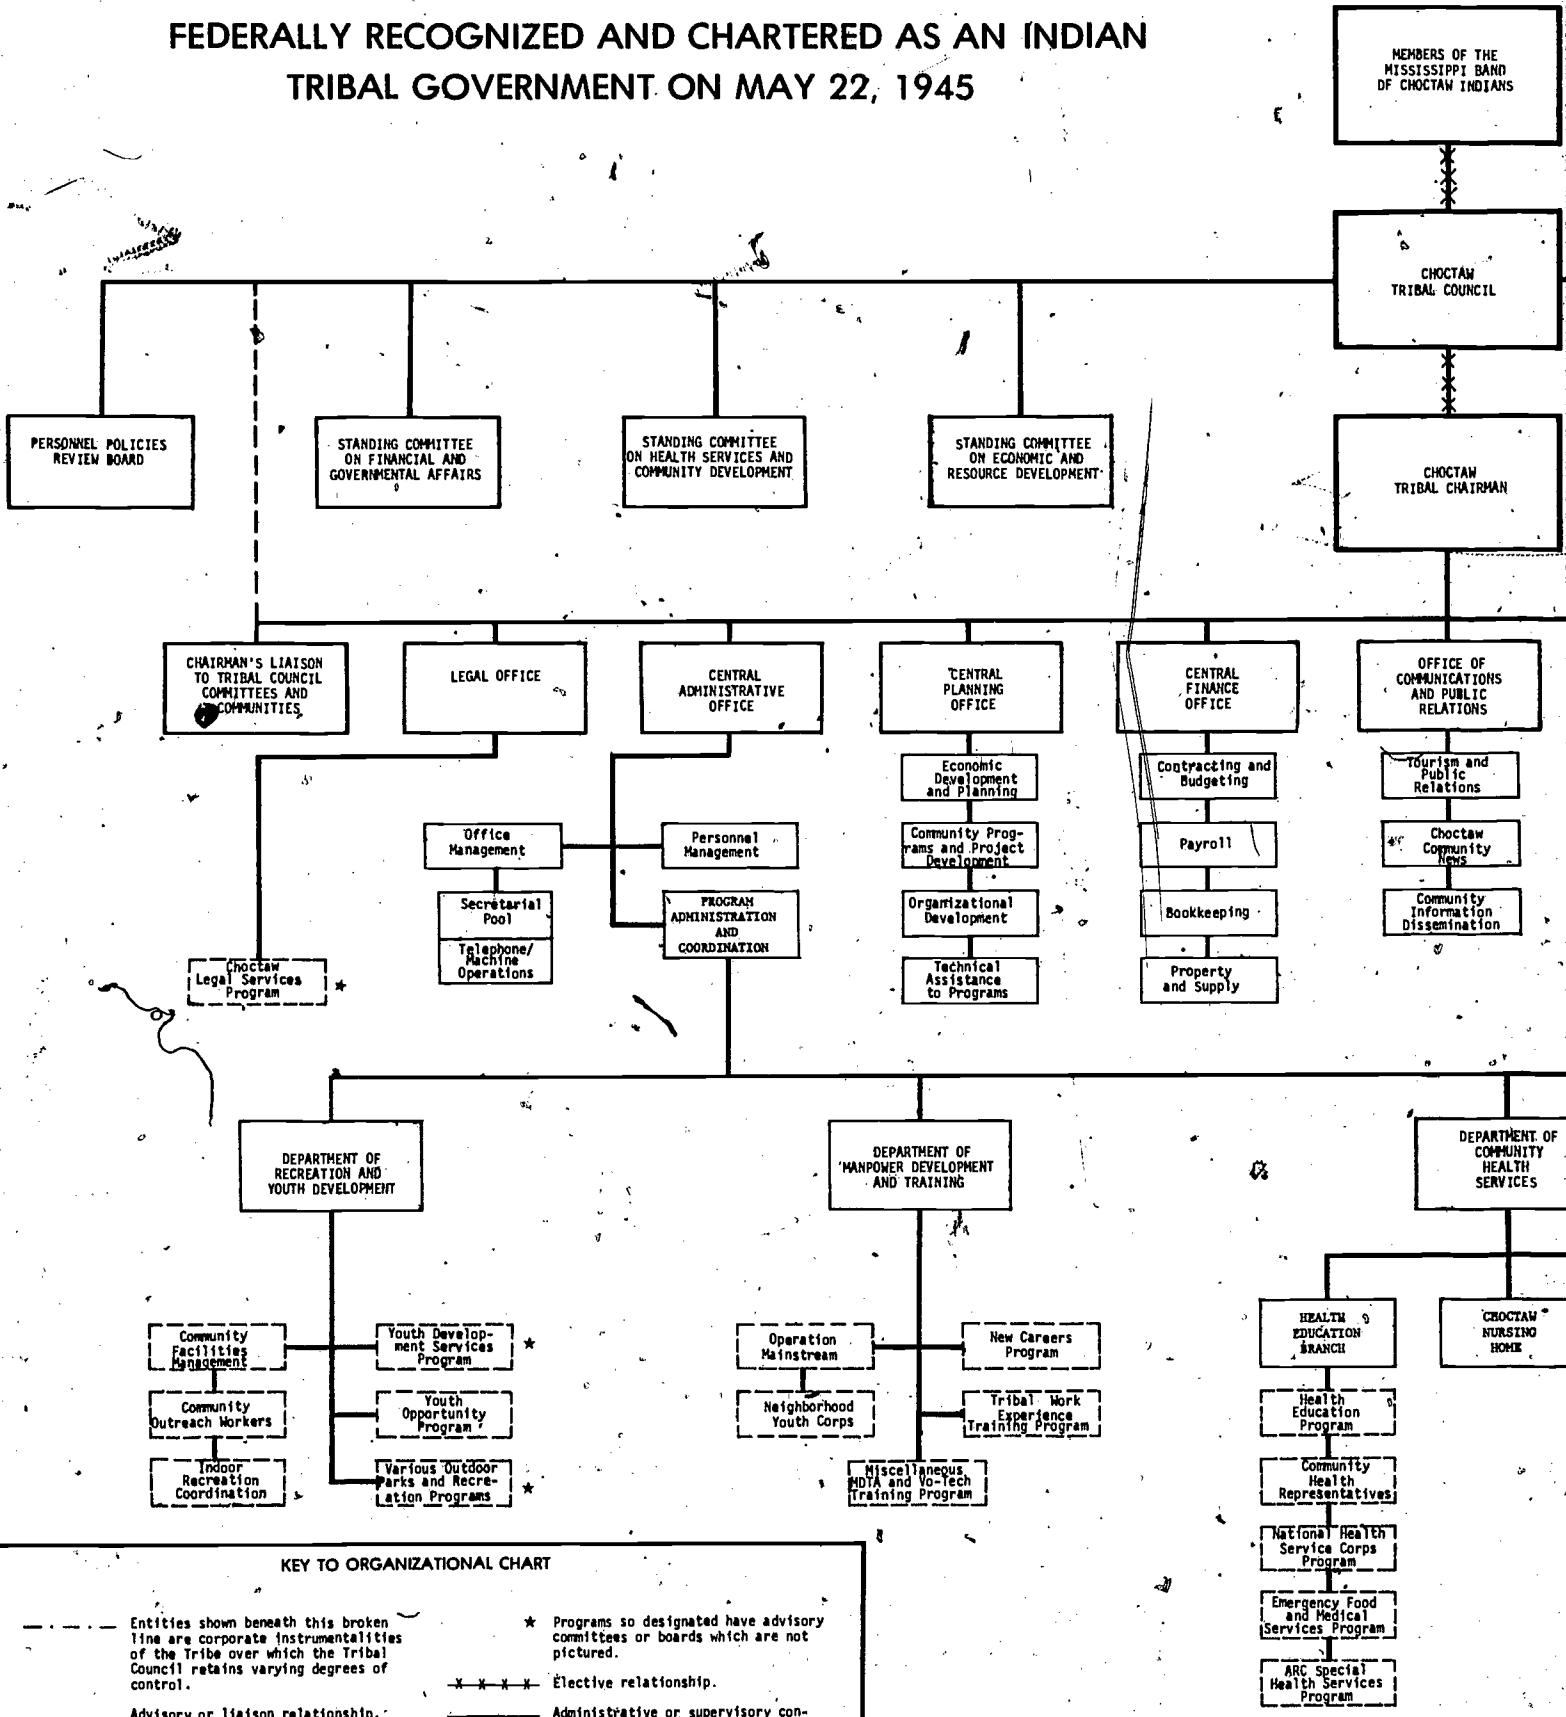 FEDERALLY RECOGNIZED AND CHARTERED AS AN INDIAN
TRIBAL GOVERNMENT ON MAY 22, 1945
MEMBERS OF THE
MISSISSIPPI BAND
OF CHOCTAW INDIANS
CHOCTAW
TRIBAL COUNCIL
PERSONNEL POLICIES
REVIEW BOARD
STANDING COMMITTEE
ON FINANCIAL AND
GOVERNMENTAL AFFAIRS
STANDING COMMITTEE
ON HEALTH SERVICES AND
COMMUNITY DEVELOPMENT
STANDING COMMITTEE
ON ECONOMIC AND
RESOURCE DEVELOPMENT
CHOCTAW
TRIBAL CHAIRMAN
CHAIRMAN'S LIAISON
TO TRIBAL COUNCIL
COMMITTEES AND
COMMUNITIES
LEGAL OFFICE
CENTRAL
ADMINISTRATIVE
OFFICE
CENTRAL
PLANNING
OFFICE
CENTRAL
FINANCE
OFFICE
OFFICE OF
COMMUNICATIONS
AND PUBLIC
RELATIONS
Economic
Development
and Planning
Contracting and
Budgeting
Tourism and
Public
Relations
Office
Management
Personnel
Management
Community Prog-
rams and Project
Development
Payroll
Choctaw
Community
News
Secretarial
Pool
Telephone/
Machine
Operations
PROGRAM
ADMINISTRATION
AND
COORDINATION
Organizational
Development
Bookkeeping
Community
Information
Dissemination
Choctaw
Legal Services
Program
★
Technical
Assistance
to Programs
Property
and Supply
DEPARTMENT OF
RECREATION AND
YOUTH DEVELOPMENT
DEPARTMENT OF
MANPOWER DEVELOPMENT
AND TRAINING
DEPARTMENT OF
COMMUNITY
HEALTH
SERVICES
Community
Facilities
Management
Youth Develop-
ment Services
Program
★
Operation
Mainstream
New Careers
Program
HEALTH
EDUCATION
BRANCH
CHOCTAW
NURSING
HOME
Community
Outreach Workers
Youth
Opportunity
Program
Neighborhood
Youth Corps
Tribal Work
Experience
Training Program
Health
Education
Program
Indoor
Recreation
Coordination
Various Outdoor
Parks and Recre-
ation Programs
★
Miscellaneous
MDTA and Vo-Tech
Training Program
Community
Health
Representatives
National Health
Service Corps
Program
Emergency Food
and Medical
Services Program
ARC Special
Health Services
Program
KEY TO ORGANIZATIONAL CHART
Entities shown beneath this broken
line are corporate instrumentalities
of the Tribe over which the Tribal
Council retains varying degrees of
control.
Advisory or liaison relationship.
★ Programs so designated have advisory
committees or boards which are not
pictured.
X X X X Elective relationship.
Administrative or supervisory con-